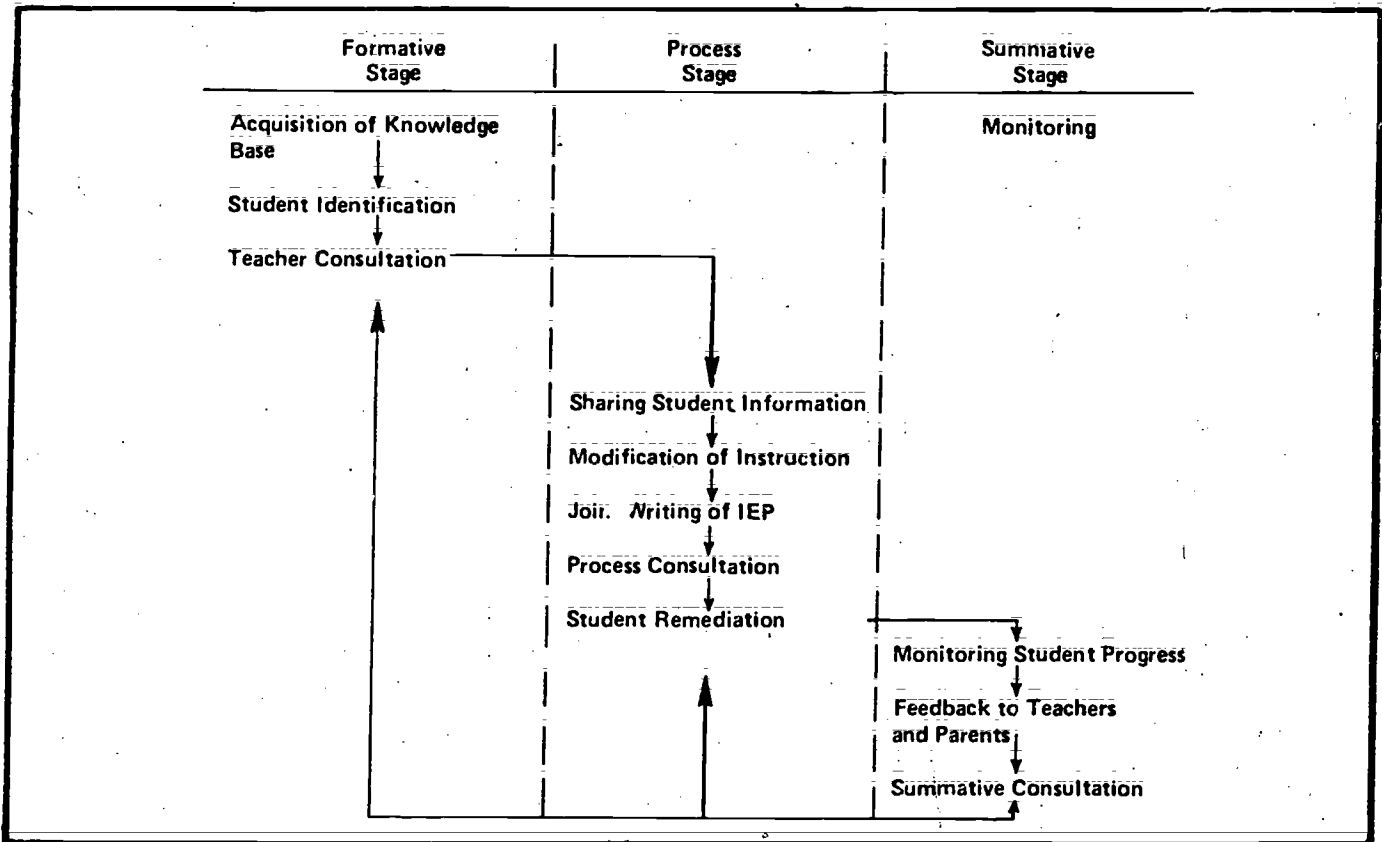 Formative
Stage
Process
Stage
Summative
Stage
Acquisition of Knowledge
Base
Student Identification
Teacher Consultation
Monitoring
Sharing Student Information
Modification of Instruction
Writing of IEP
Process Consultation
Student Remediation
Monitoring Student Progress
Feedback to Teachers
and Parents
Summative Consultation